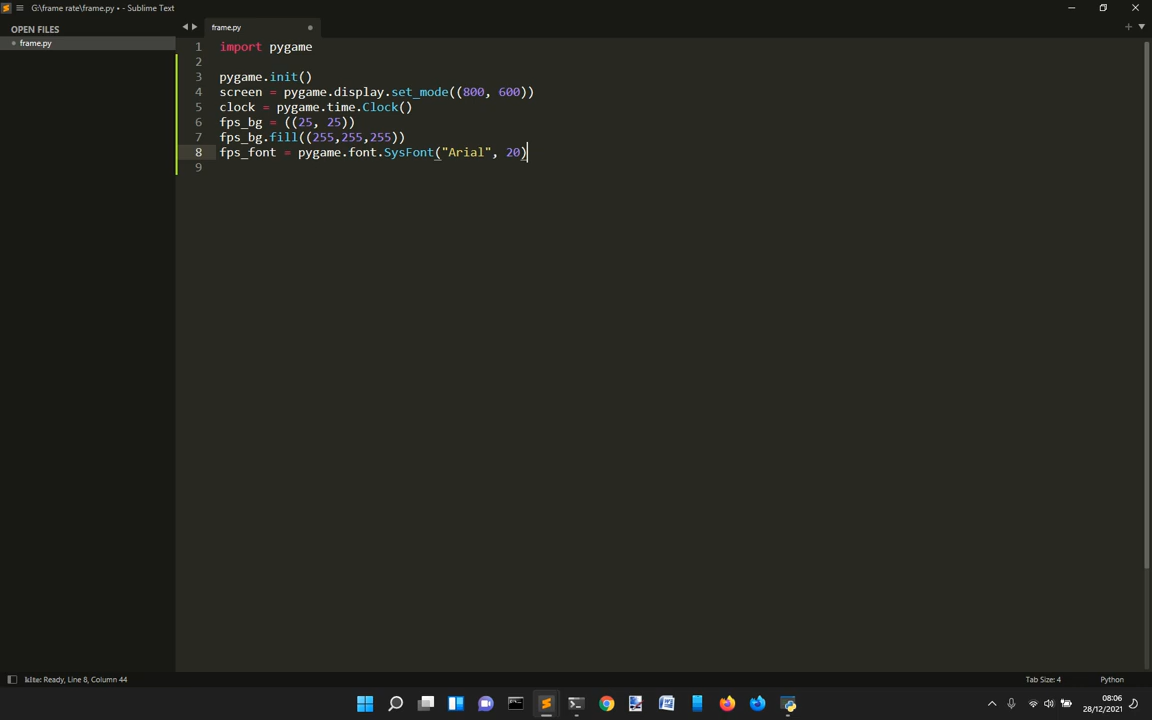 G:\frame rate\frame.py • - Sublime Text
OPEN FILES
frame.py
frame.py
1 import pygame
2
3 pygame.init()
4 screen = pygame.display.set_mode((800, 600))
5 clock = pygame.time.Clock()
6 fps_bg = ((25, 25))
7 fps_bg.fill((255,255,255))
8 fps_font = pygame.font.SysFont("Arial", 20)
9
kite: Ready, Line 8, Column 44
Tab Size: 4
Python
08:06
28/12/2021